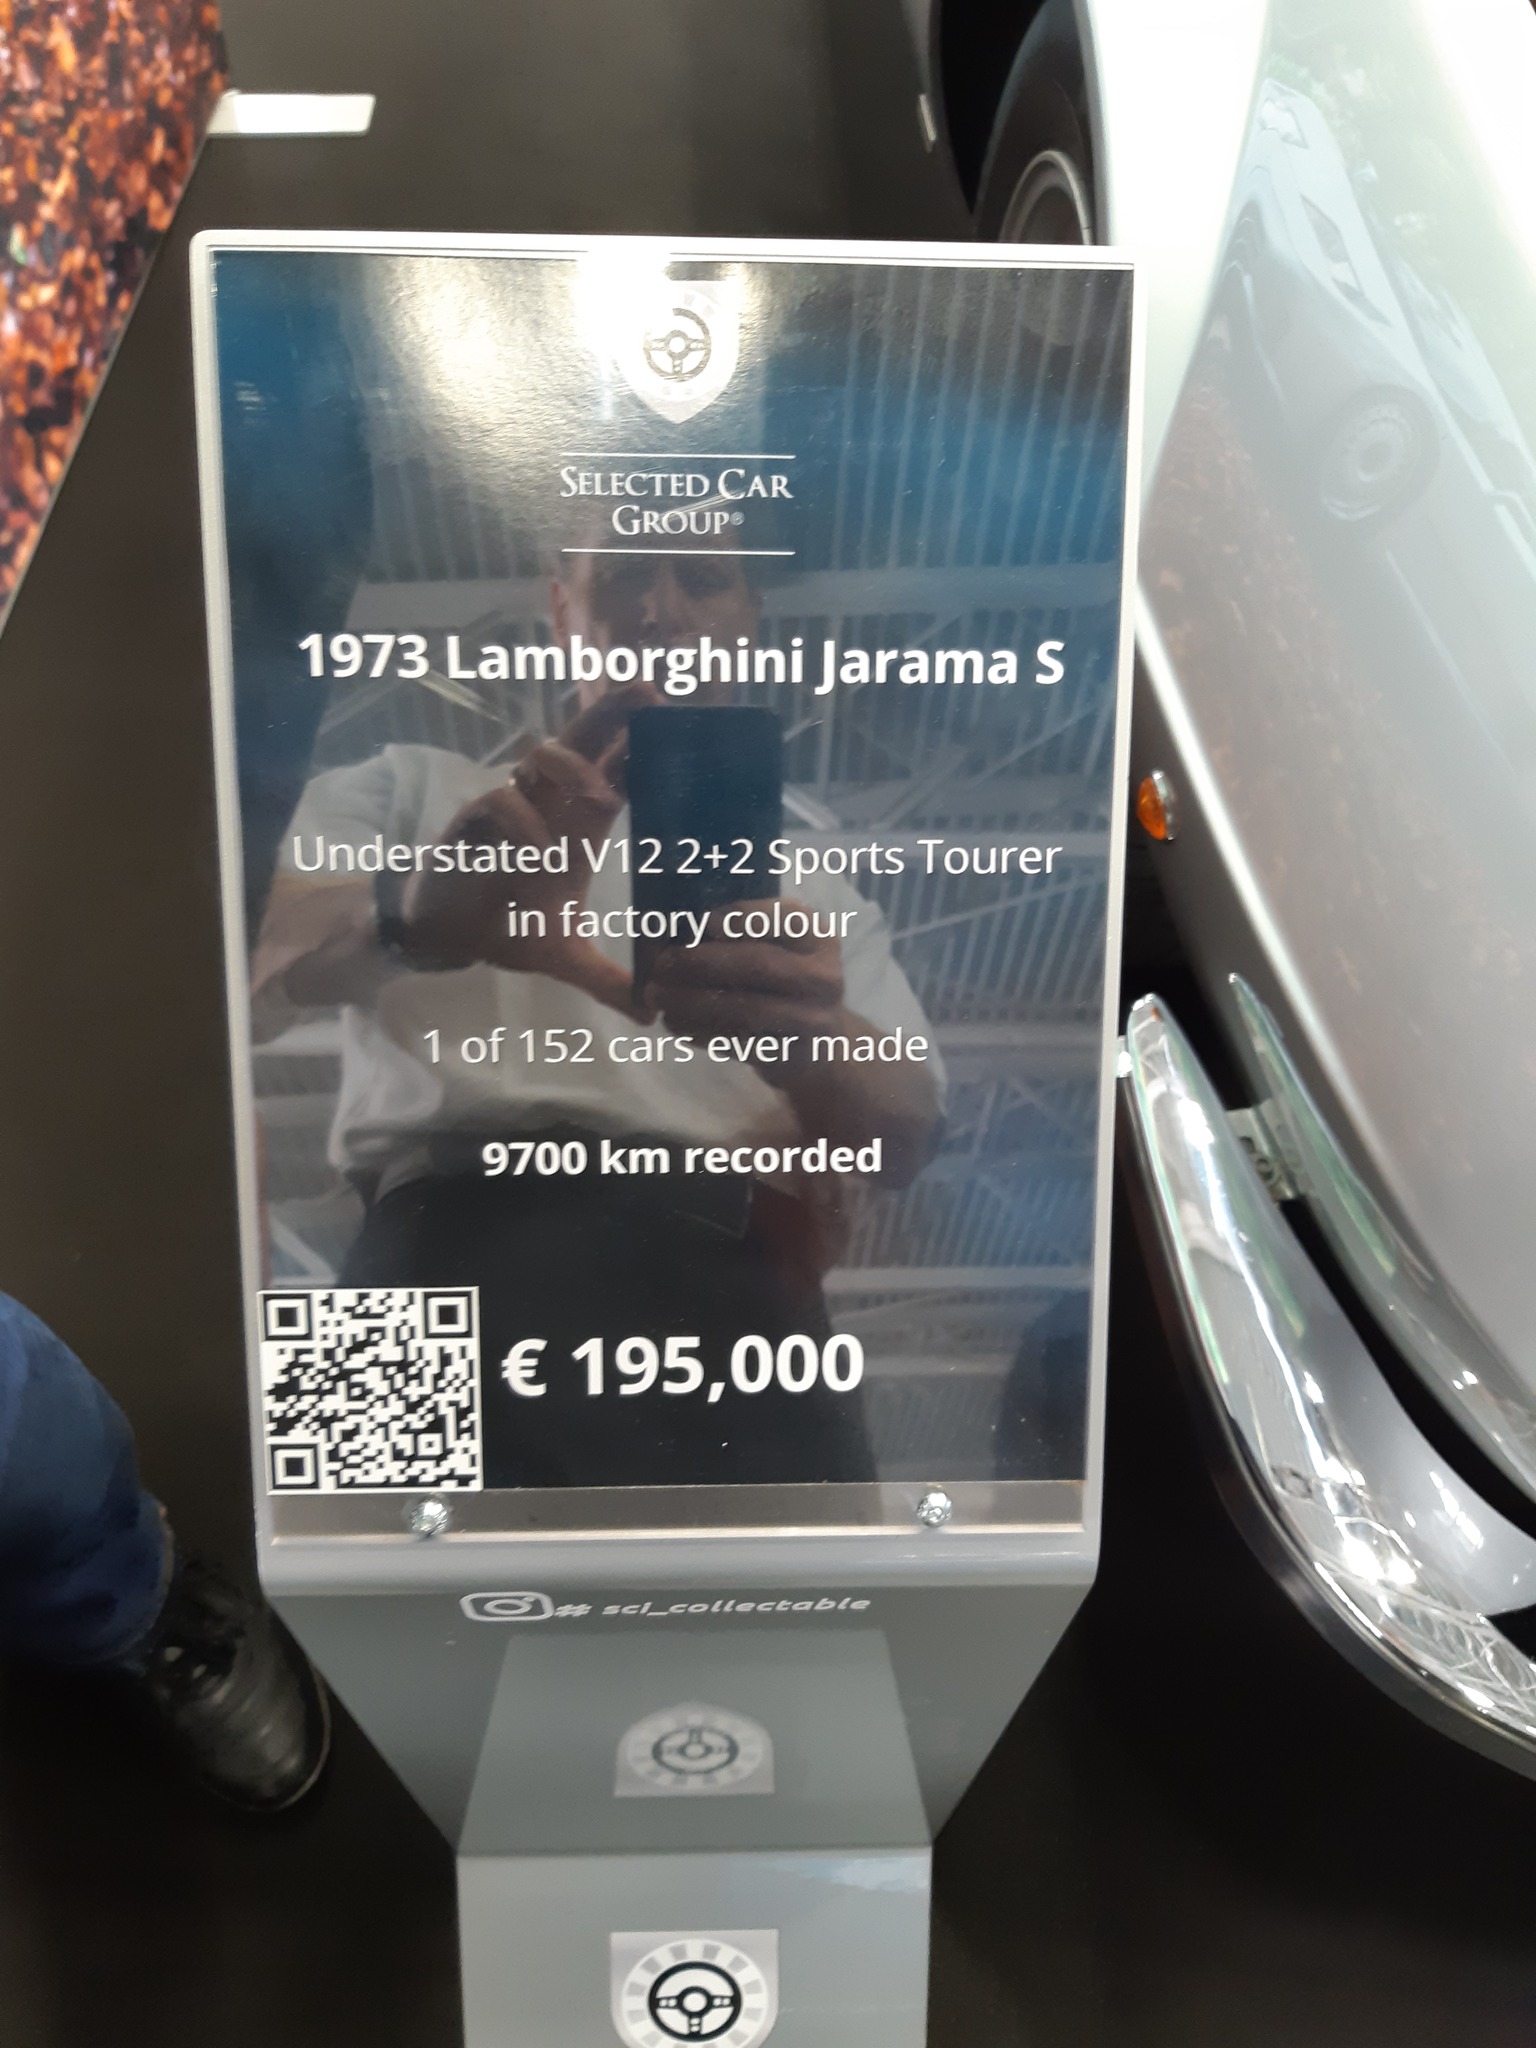 SELECTED CAR
GROUP®
1973 Lamborghini Jarama S
Understated V12 2+2 Sports Tourer
in factory colour
1 of 152 cars ever made
9700 km recorded
€ 195,000
# sci_collectable